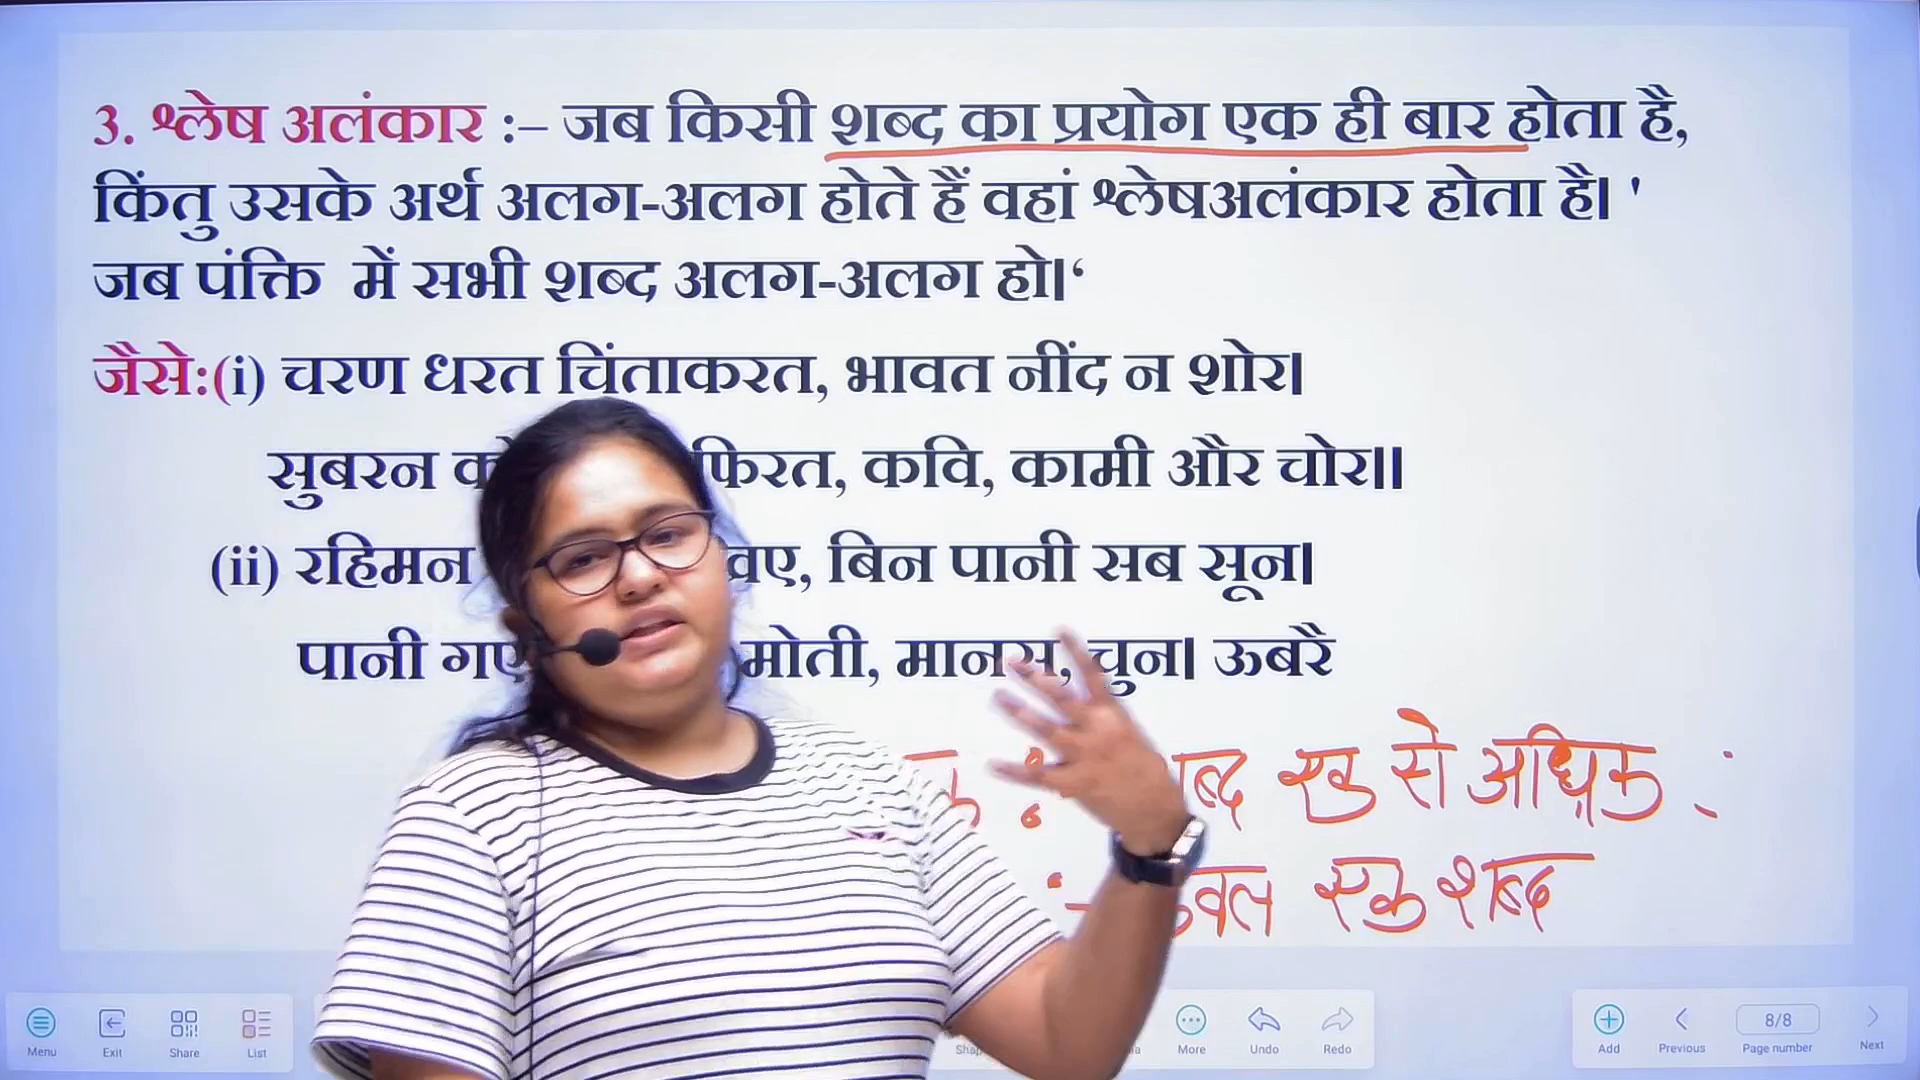 3. श्लेष अलंकार :– जब किसी शब्द का प्रयोग एक ही बार होता है,
किंतु उसके अर्थ अलग-अलग होते हैं वहां श्लेषअलंकार होता है। '
जब पंक्ति में सभी शब्द अलग-अलग हो।‘
जैसे:(i) चरण धरत चिंताकरत, भावत नींद न शोर।
सुबरन फिरत, कवि, कामी और चोर।।
(ii) रहिमन बिन पानी सब सून।
पानी गए मोती, मानस, चुन। ऊबरै
एक से अधिक :
एक शब्द
Menu Exit Share List More Undo Redo Add Previous 8/8 Page number Next